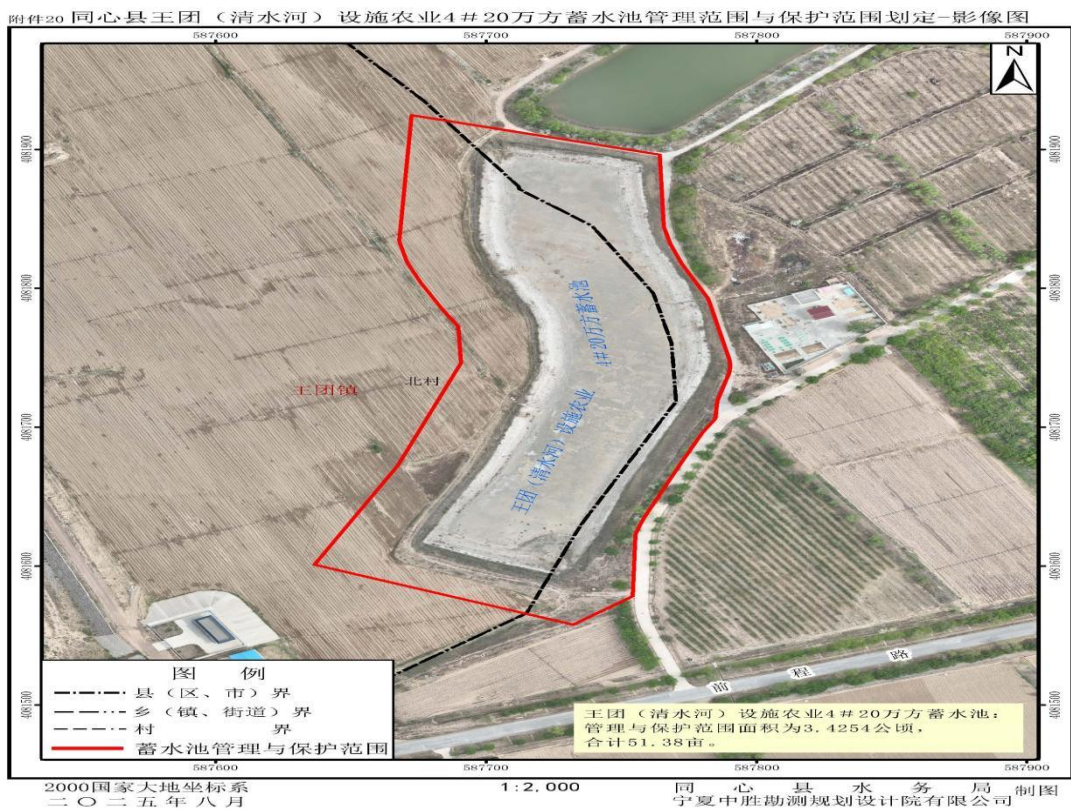 附件20 同心县王团（清水河）设施农业4＃20万方蓄水池管理范围与保护范围划定-影像图
587600 587700 587800 587900
N
4081900 4081900
4081800 4081800
4081700 4081700
4081600 4081600
4081500 4081500
王团镇
北村
王团（清水河）设施农业 4＃20万方蓄水池
前程路
图 例
县（区、市）界
乡（镇、街道）界
村 界
蓄水池管理与保护范围
王团（清水河）设施农业4＃20万方蓄水池：
管理与保护范围面积为3.4254公顷，
合计51.38亩。
587600 587700 587800 587900
2000国家大地坐标系
二〇二五年八月
1:2,000
同心县水务局
宁夏中胜勘测规划设计院有限公司
制图